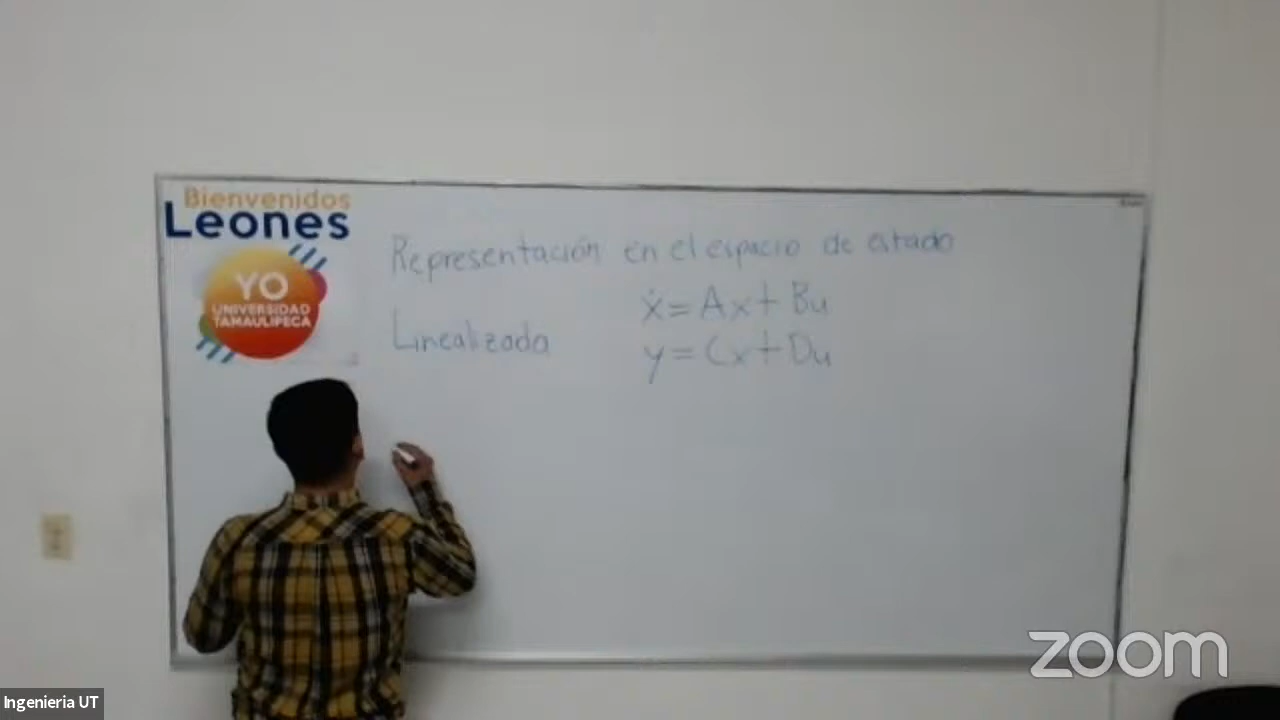 Bienvenidos
Leones
YO
UNIVERSIDAD
TAMAULIPECA
Representación en el espacio de estado
ẋ = Ax + Bu
Linealizada
y = Cx + Du
zoom
Ingenieria UT